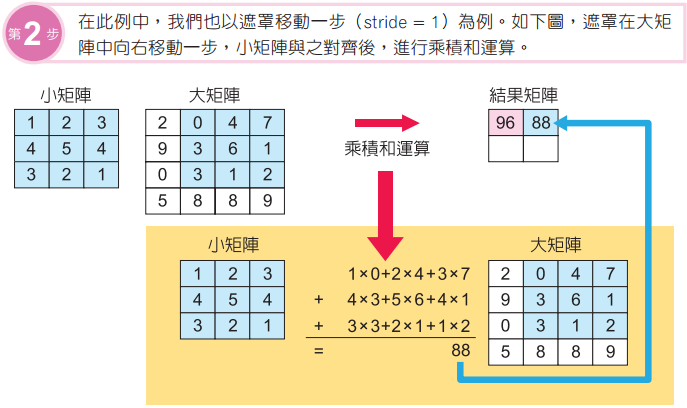 第2步
在此例中，我們也以遮罩移動一步（stride = 1）為例。如下圖，遮罩在大矩
陣中向右移動一步，小矩陣與之對齊後，進行乘積和運算。
小矩陣 大矩陣 結果矩陣
1 2 3 2 0 4 7 96 88
4 5 4 9 3 6 1
3 2 1 0 3 1 2
5 8 8 9
乘積和運算
小矩陣 大矩陣
1 2 3 1×0+2×4+3×7 2 0 4 7
4 5 4 + 4×3+5×6+4×1 9 3 6 1
3 2 1 + 3×3+2×1+1×2 0 3 1 2
= 88 5 8 8 9